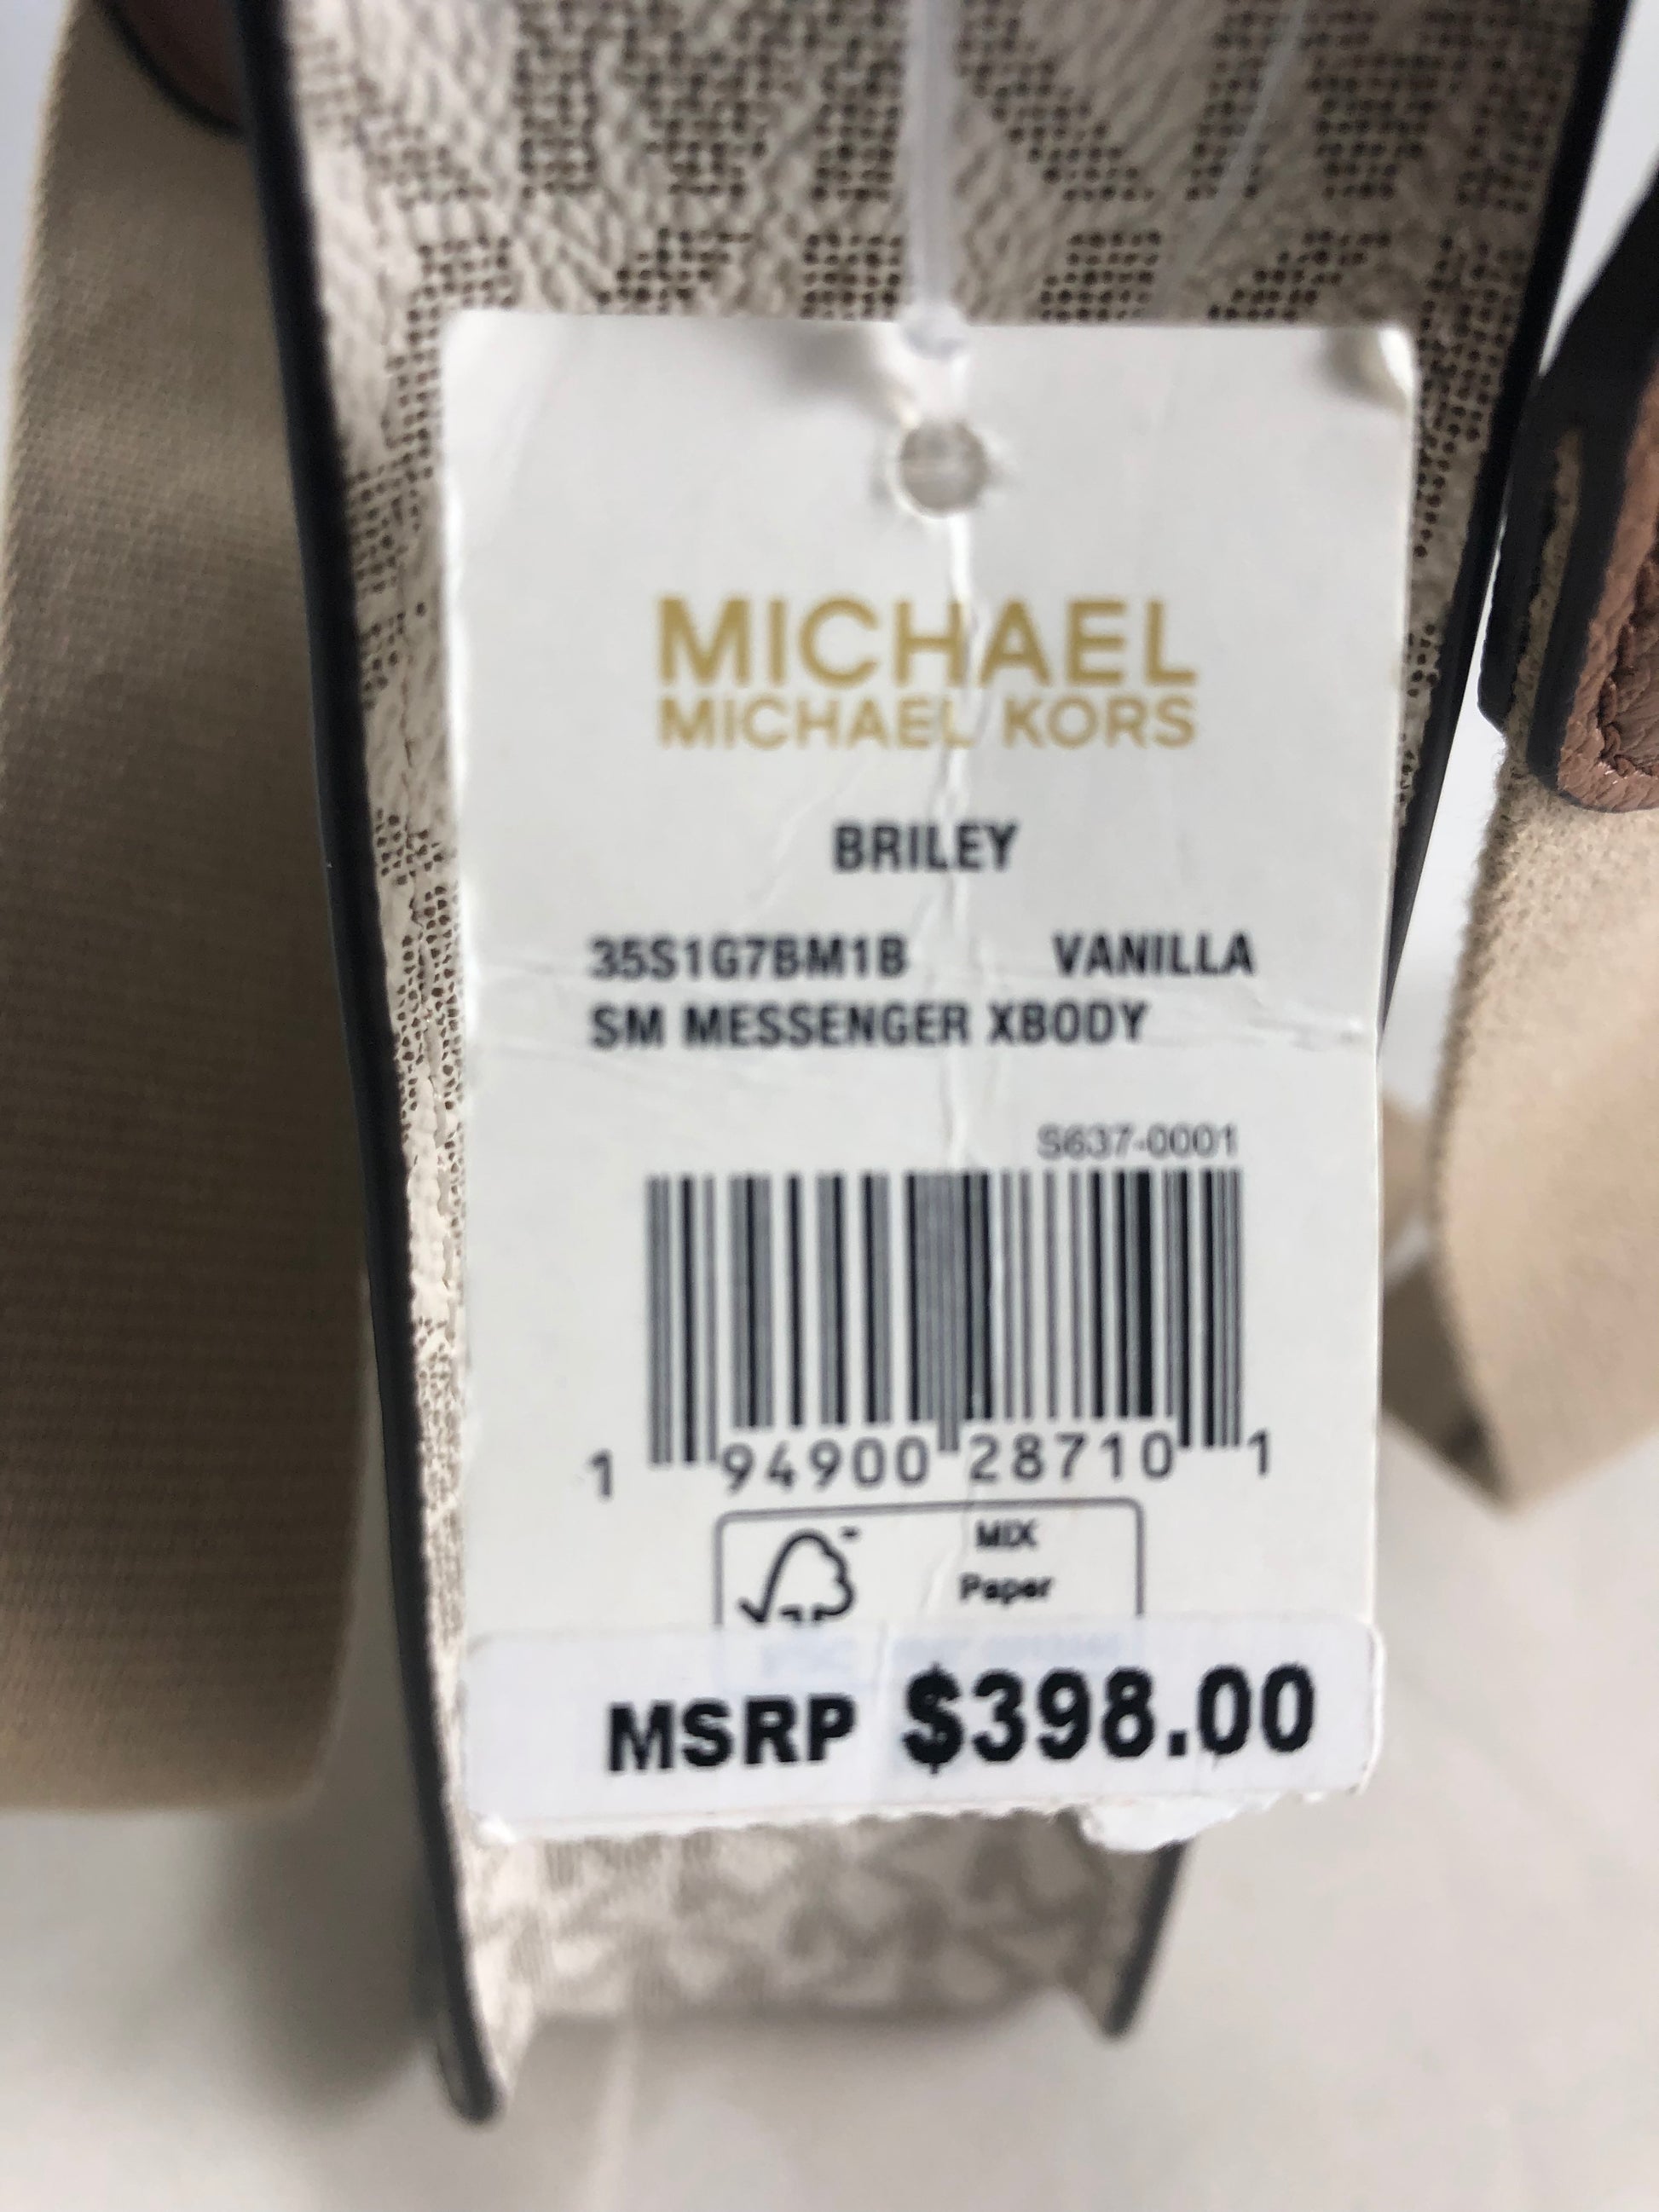 MICHAEL
MICHAEL KORS
BRILEY
35S1G7BM1B VANILLA
SM MESSENGER XBODY
S637-0001
1 94900 28710 1
MIX
Paper
MSRP $398.00